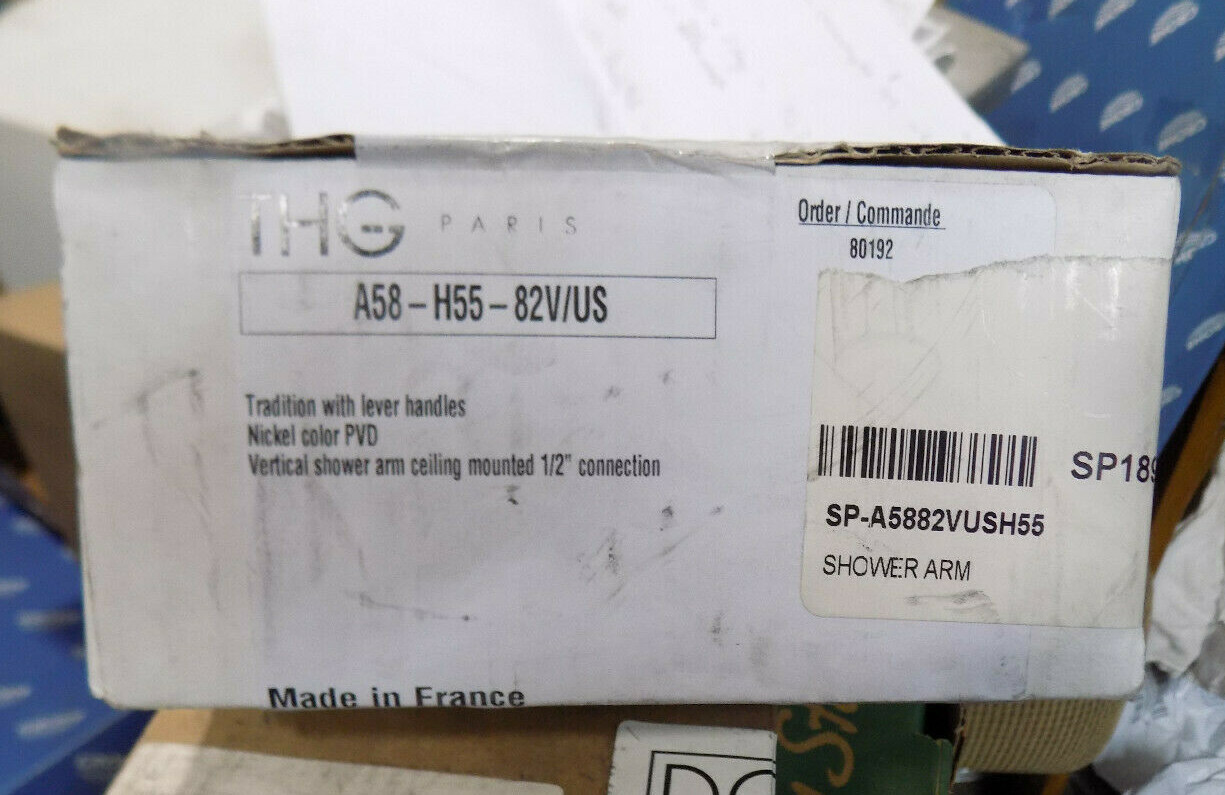 THG PARIS
Order / Commande
80192
A58 – H55 – 82V/US
Tradition with lever handles
Nickel color PVD
Vertical shower arm ceiling mounted 1/2" connection
SP189
SP-A5882VUSH55
SHOWER ARM
Made in France